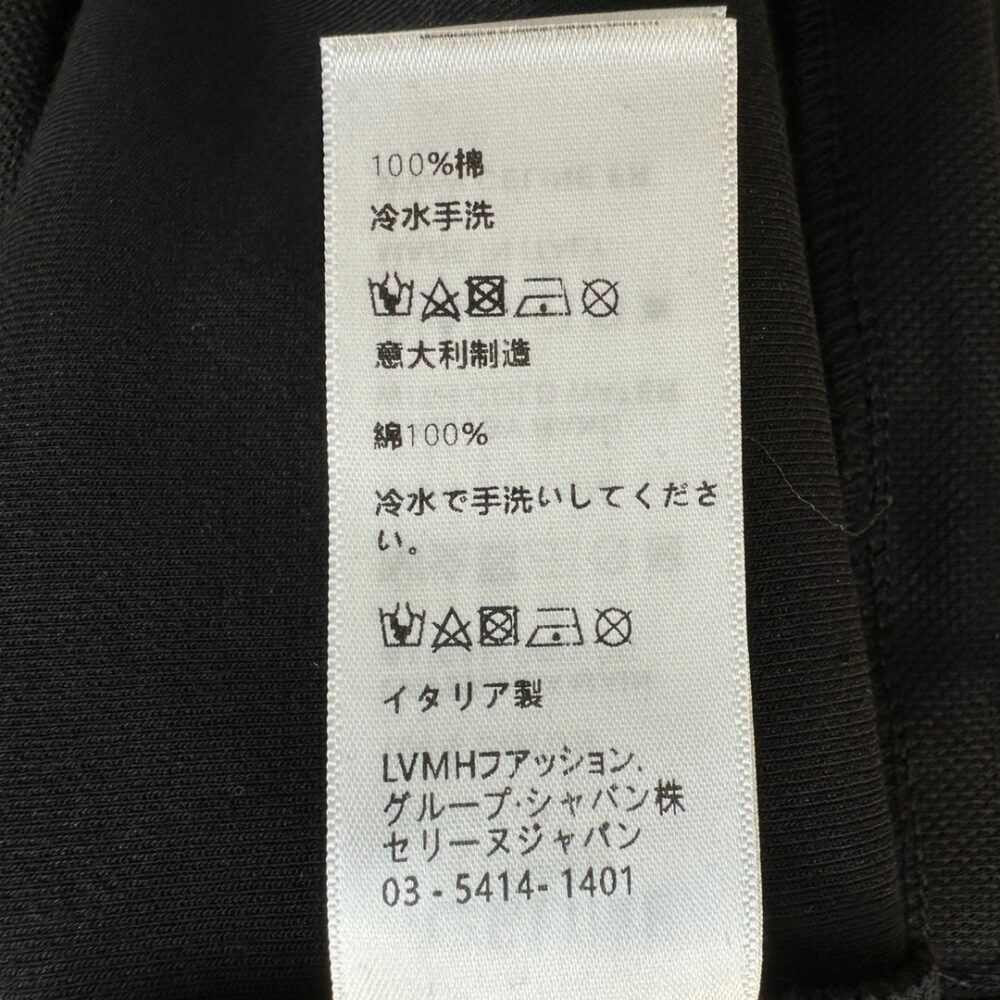 100%棉
冷水手洗
意大利制造
綿100%
冷水で手洗いしてくださ
い。
イタリア製
LVMHファッション.
グループ·シャパン株
セリーヌジャパン
03 - 5414- 1401